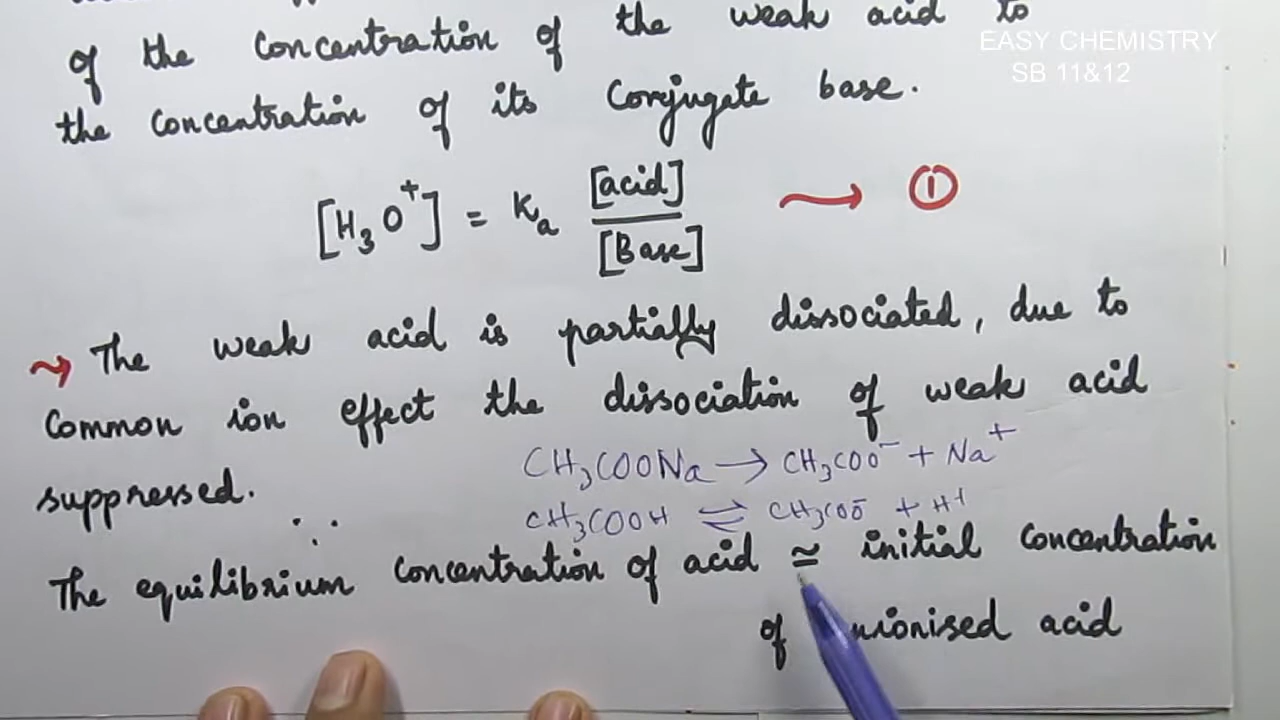 of the concentration of the weak acid to
EASY CHEMISTRY
SB 11&12
the concentration of its Conjugate base.
[H₃O⁺] = Ka [acid] / [Base] → ①
→ The weak acid is partially dissociated, due to
Common ion effect the dissociation of weak acid
suppressed.
CH₃COONa → CH₃COO⁻ + Na⁺
CH₃COOH ⇌ CH₃COO⁻ + H⁺
∴
The equilibrium concentration of acid ≃ initial concentration
of acid